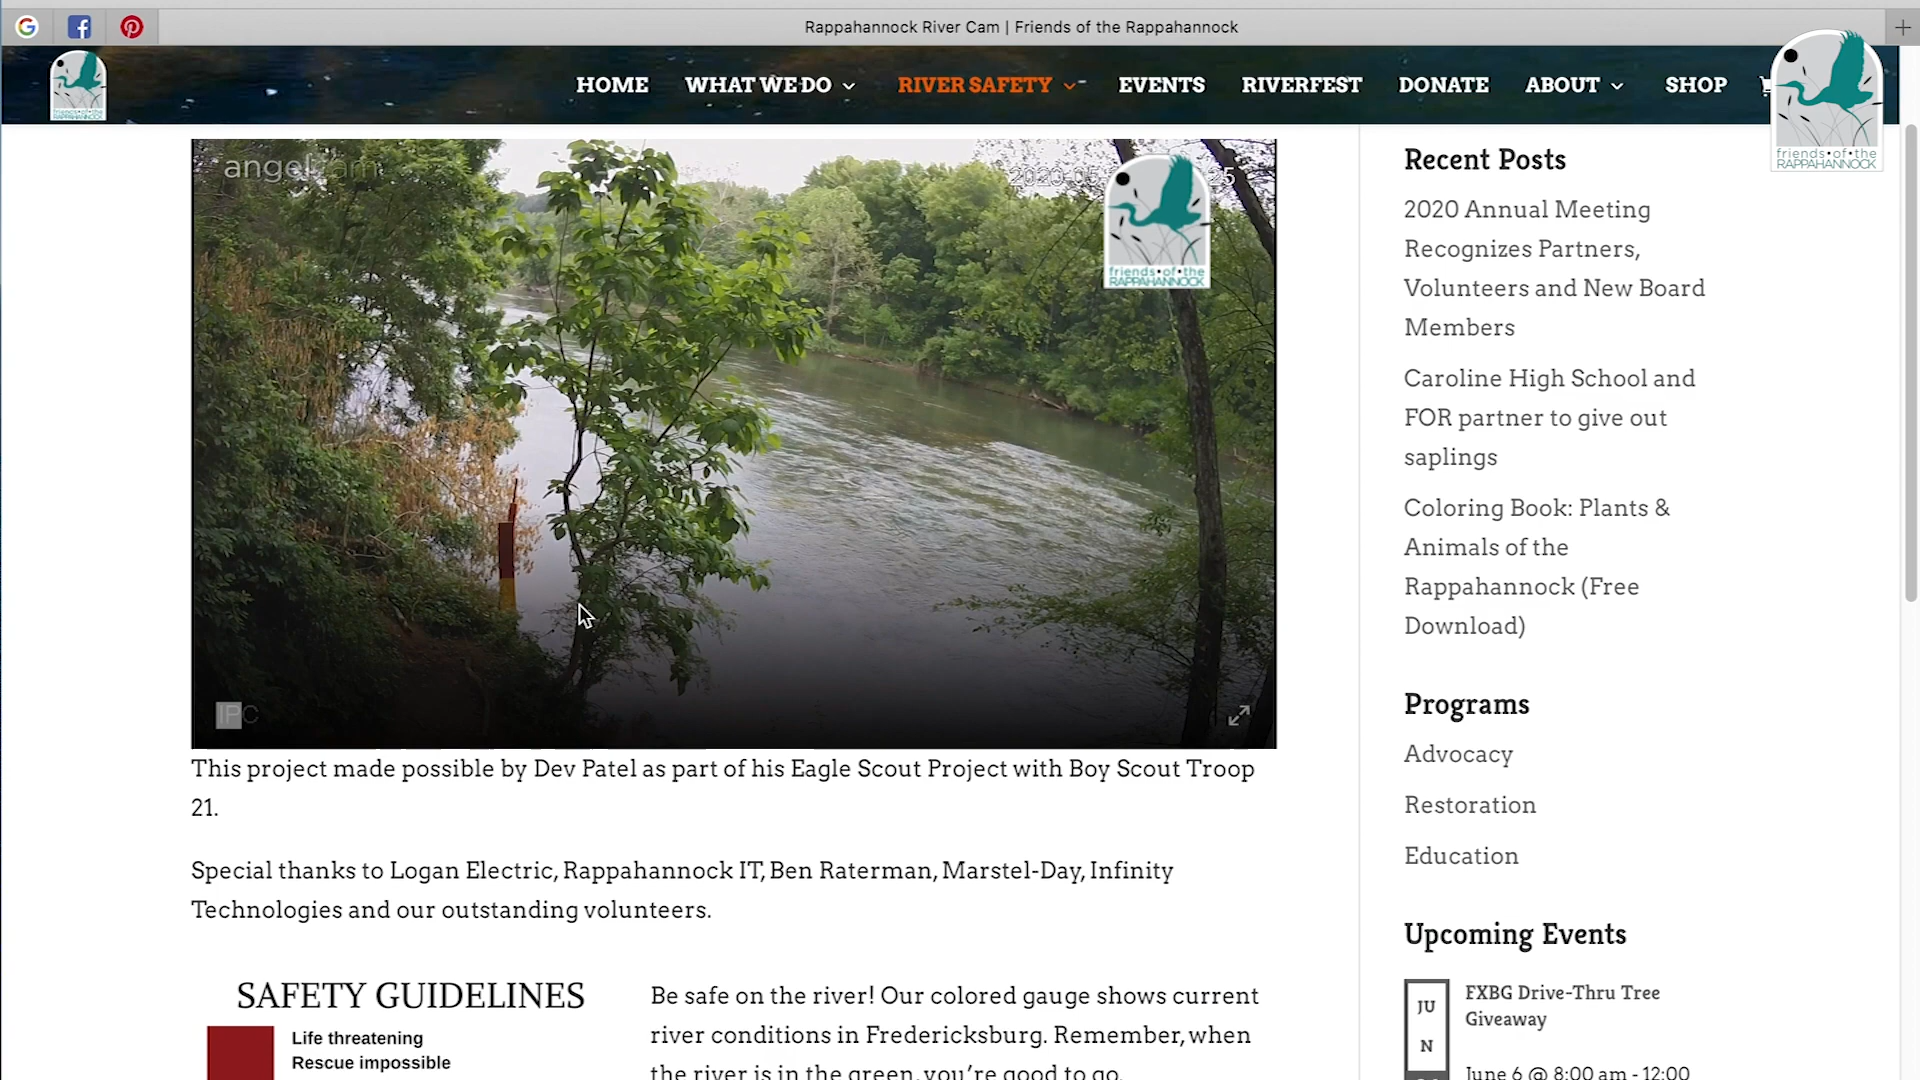 Rappahannock River Cam | Friends of the Rappahannock
HOME WHAT WE DO RIVER SAFETY EVENTS RIVERFEST DONATE ABOUT SHOP
friends•of•the
RAPPAHANNOCK
angelcam
friends•of•the
RAPPAHANNOCK
IPC
This project made possible by Dev Patel as part of his Eagle Scout Project with Boy Scout Troop
21.
Special thanks to Logan Electric, Rappahannock IT, Ben Raterman, Marstel-Day, Infinity
Technologies and our outstanding volunteers.
SAFETY GUIDELINES
Life threatening
Rescue impossible
Be safe on the river! Our colored gauge shows current
river conditions in Fredericksburg. Remember, when
the river is in the green, you're good to go.
Recent Posts
2020 Annual Meeting
Recognizes Partners,
Volunteers and New Board
Members
Caroline High School and
FOR partner to give out
saplings
Coloring Book: Plants &
Animals of the
Rappahannock (Free
Download)
Programs
Advocacy
Restoration
Education
Upcoming Events
JU
N
FXBG Drive-Thru Tree
Giveaway
June 6 @ 8:00 am - 12:00